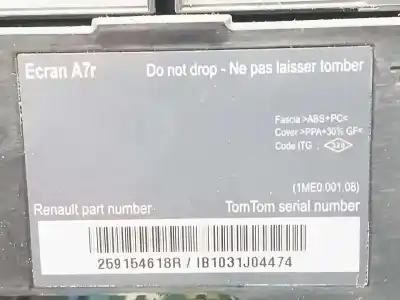 Ecran A7r
Do not drop - Ne pas laisser tomber
Fascia >ABS+PC<
Cover >PPA+30% GF<
Code ITG :
(1ME0.001.08)
Renault part number
TomTom serial number
259154618R / IB1031J04474